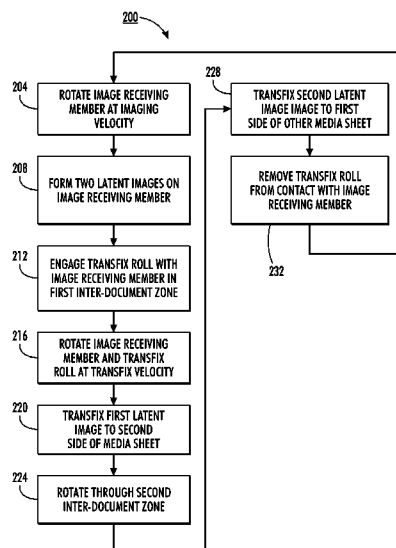 200
204
ROTATE IMAGE RECEIVING
MEMBER AT IMAGING
VELOCITY
208
FORM TWO LATENT IMAGES ON
IMAGE RECEIVING MEMBER
212
ENGAGE TRANSFIX ROLL WITH
IMAGE RECEIVING MEMBER IN
FIRST INTER-DOCUMENT ZONE
216
ROTATE IMAGE RECEIVING
MEMBER AND TRANSFIX
ROLL AT TRANSFIX VELOCITY
220
TRANSFIX FIRST LATENT
IMAGE TO SECOND
SIDE OF MEDIA SHEET
224
ROTATE THROUGH SECOND
INTER-DOCUMENT ZONE
228
TRANSFIX SECOND LATENT
IMAGE IMAGE TO FIRST
SIDE OF OTHER MEDIA SHEET
REMOVE TRANSFIX ROLL
FROM CONTACT WITH IMAGE
RECEIVING MEMBER
232